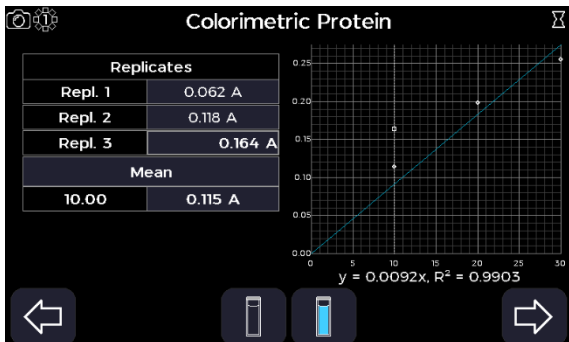 1
Colorimetric Protein
Replicates
Repl. 1 0.062 A
Repl. 2 0.118 A
Repl. 3 0.164 A
Mean
10.00 0.115 A
0.25
0.20
0.15
0.10
0.05
0.00
0 5 10 15 20 25 30
y = 0.0092x, R² = 0.9903